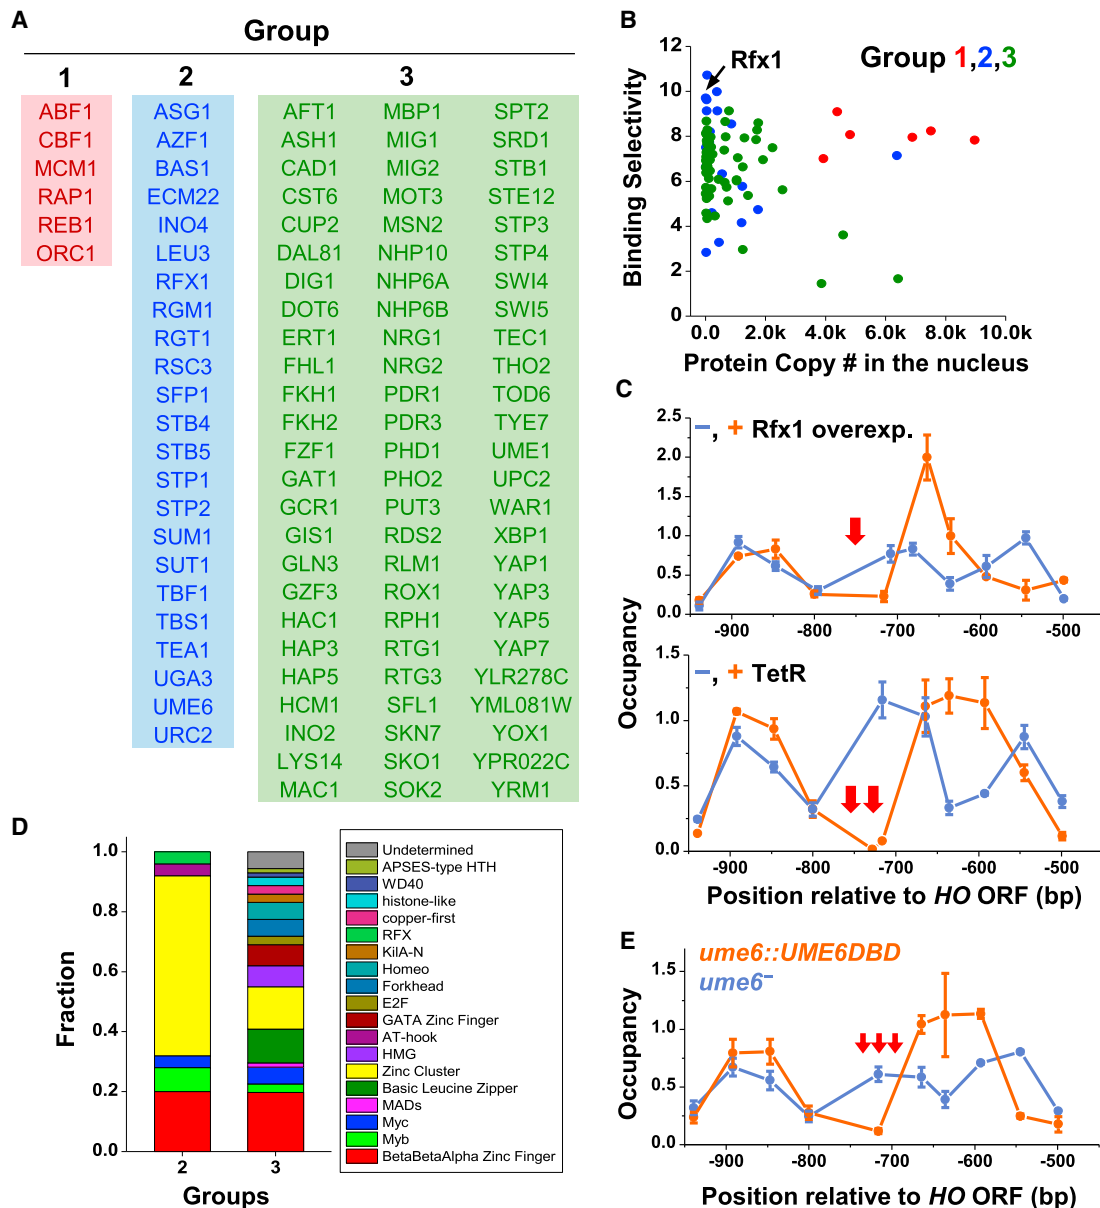 A
Group
1 2 3
ABF1 ASG1 AFT1 MBP1 SPT2
CBF1 AZF1 ASH1 MIG1 SRD1
MCM1 BAS1 CAD1 MIG2 STB1
RAP1 ECM22 CST6 MOT3 STE12
REB1 INO4 CUP2 MSN2 STP3
ORC1 LEU3 DAL81 NHP10 STP4
RFX1 DIG1 NHP6A SWI4
RGM1 DOT6 NHP6B SWI5
RGT1 ERT1 NRG1 TEC1
RSC3 FHL1 NRG2 THO2
SFP1 FKH1 PDR1 TOD6
STB4 FKH2 PDR3 TYE7
STB5 FZF1 PHD1 UME1
STP1 GAT1 PHO2 UPC2
STP2 GCR1 PUT3 WAR1
SUM1 GIS1 RDS2 XBP1
SUT1 GLN3 RLM1 YAP1
TBF1 GZF3 ROX1 YAP3
TBS1 HAC1 RPH1 YAP5
TEA1 HAP3 RTG1 YAP7
UGA3 HAP5 RTG3 YLR278C
UME6 HCM1 SFL1 YML081W
URC2 INO2 SKN7 YOX1
LYS14 SKO1 YPR022C
MAC1 SOK2 YRM1
B
Binding Selectivity
12
10
8
6
4
2
0
Rfx1
Group 1,2,3
0.0 2.0k 4.0k 6.0k 8.0k 10.0k
Protein Copy # in the nucleus
C
Occupancy
2.5
2.0
1.5
1.0
0.5
0.0
−, + Rfx1 overexp.
-900 -800 -700 -600 -500
1.5
1.0
0.5
0.0
−, + TetR
-900 -800 -700 -600 -500
Position relative to HO ORF (bp)
D
Fraction
1.0
0.8
0.6
0.4
0.2
0.0
2 3
Groups
Undetermined
APSES-type HTH
WD40
histone-like
copper-first
RFX
KilA-N
Homeo
Forkhead
E2F
GATA Zinc Finger
AT-hook
HMG
Zinc Cluster
Basic Leucine Zipper
MADs
Myc
Myb
BetaBetaAlpha Zinc Finger
E
Occupancy
1.5
1.0
0.5
0.0
ume6::UME6DBD
ume6−
-900 -800 -700 -600 -500
Position relative to HO ORF (bp)